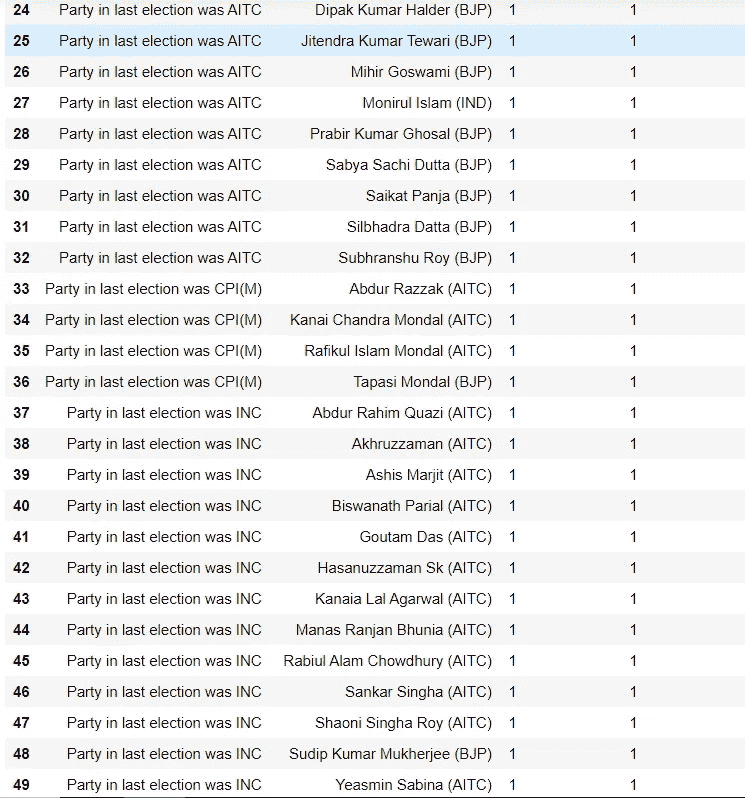 24 Party in last election was AITC Dipak Kumar Halder (BJP) 1 1
25 Party in last election was AITC Jitendra Kumar Tewari (BJP) 1 1
26 Party in last election was AITC Mihir Goswami (BJP) 1 1
27 Party in last election was AITC Monirul Islam (IND) 1 1
28 Party in last election was AITC Prabir Kumar Ghosal (BJP) 1 1
29 Party in last election was AITC Sabya Sachi Dutta (BJP) 1 1
30 Party in last election was AITC Saikat Panja (BJP) 1 1
31 Party in last election was AITC Silbhadra Datta (BJP) 1 1
32 Party in last election was AITC Subhranshu Roy (BJP) 1 1
33 Party in last election was CPI(M) Abdur Razzak (AITC) 1 1
34 Party in last election was CPI(M) Kanai Chandra Mondal (AITC) 1 1
35 Party in last election was CPI(M) Rafikul Islam Mondal (AITC) 1 1
36 Party in last election was CPI(M) Tapasi Mondal (BJP) 1 1
37 Party in last election was INC Abdur Rahim Quazi (AITC) 1 1
38 Party in last election was INC Akhruzzaman (AITC) 1 1
39 Party in last election was INC Ashis Marjit (AITC) 1 1
40 Party in last election was INC Biswanath Parial (AITC) 1 1
41 Party in last election was INC Goutam Das (AITC) 1 1
42 Party in last election was INC Hasanuzzaman Sk (AITC) 1 1
43 Party in last election was INC Kanaia Lal Agarwal (AITC) 1 1
44 Party in last election was INC Manas Ranjan Bhunia (AITC) 1 1
45 Party in last election was INC Rabiul Alam Chowdhury (AITC) 1 1
46 Party in last election was INC Sankar Singha (AITC) 1 1
47 Party in last election was INC Shaoni Singha Roy (AITC) 1 1
48 Party in last election was INC Sudip Kumar Mukherjee (BJP) 1 1
49 Party in last election was INC Yeasmin Sabina (AITC) 1 1